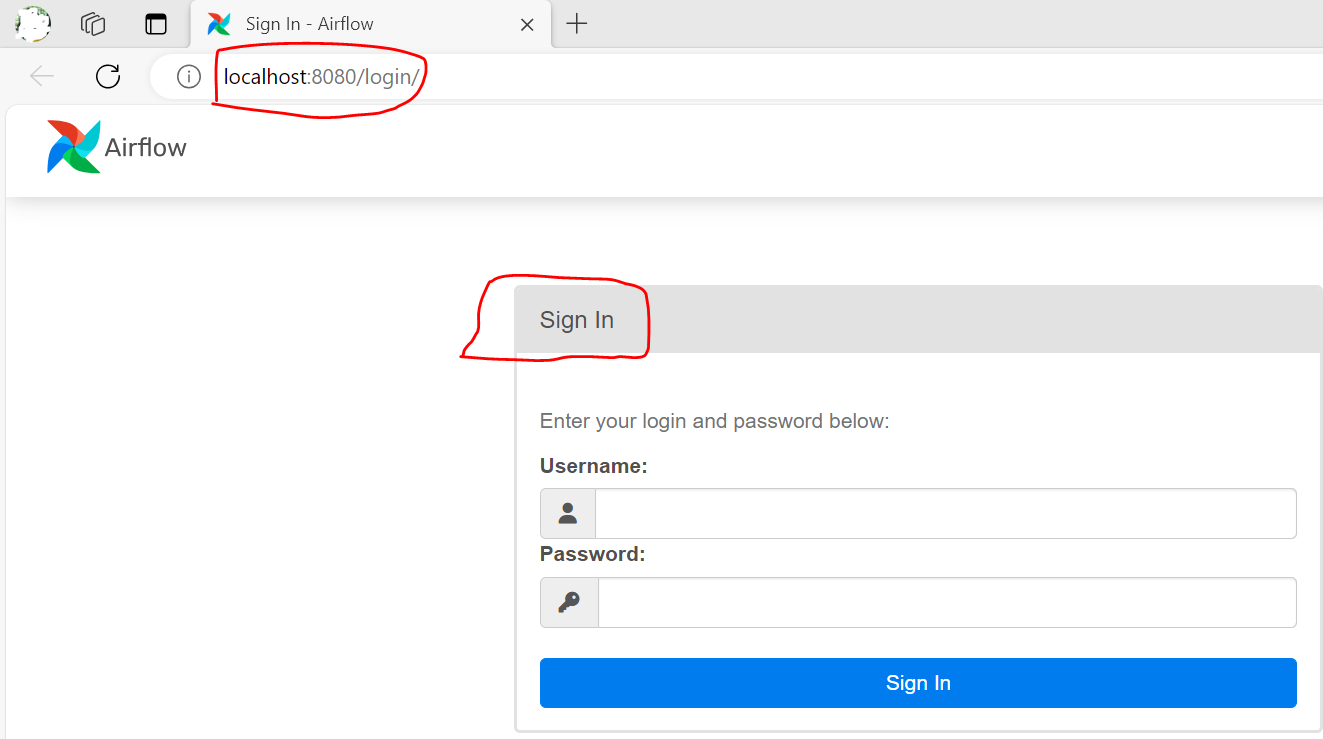 Sign In - Airflow
localhost:8080/login/
Airflow
Sign In
Enter your login and password below:
Username:
Password:
Sign In